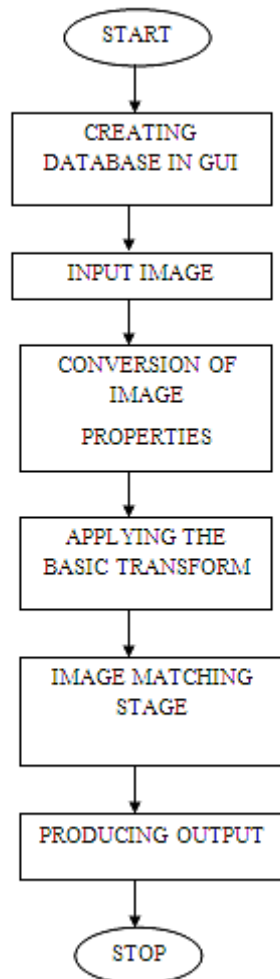 START
CREATING
DATABASE IN GUI
INPUT IMAGE
CONVERSION OF
IMAGE
PROPERTIES
APPLYING THE
BASIC TRANSFORM
IMAGE MATCHING
STAGE
PRODUCING OUTPUT
STOP